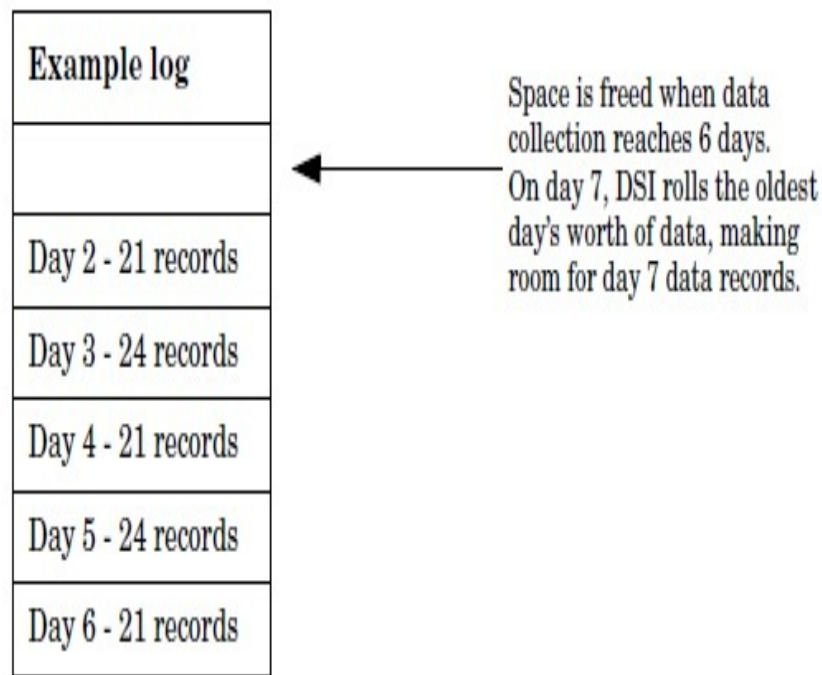 Example log
Space is freed when data
collection reaches 6 days.
On day 7, DSI rolls the oldest
day's worth of data, making
room for day 7 data records.
Day 2 - 21 records
Day 3 - 24 records
Day 4 - 21 records
Day 5 - 24 records
Day 6 - 21 records